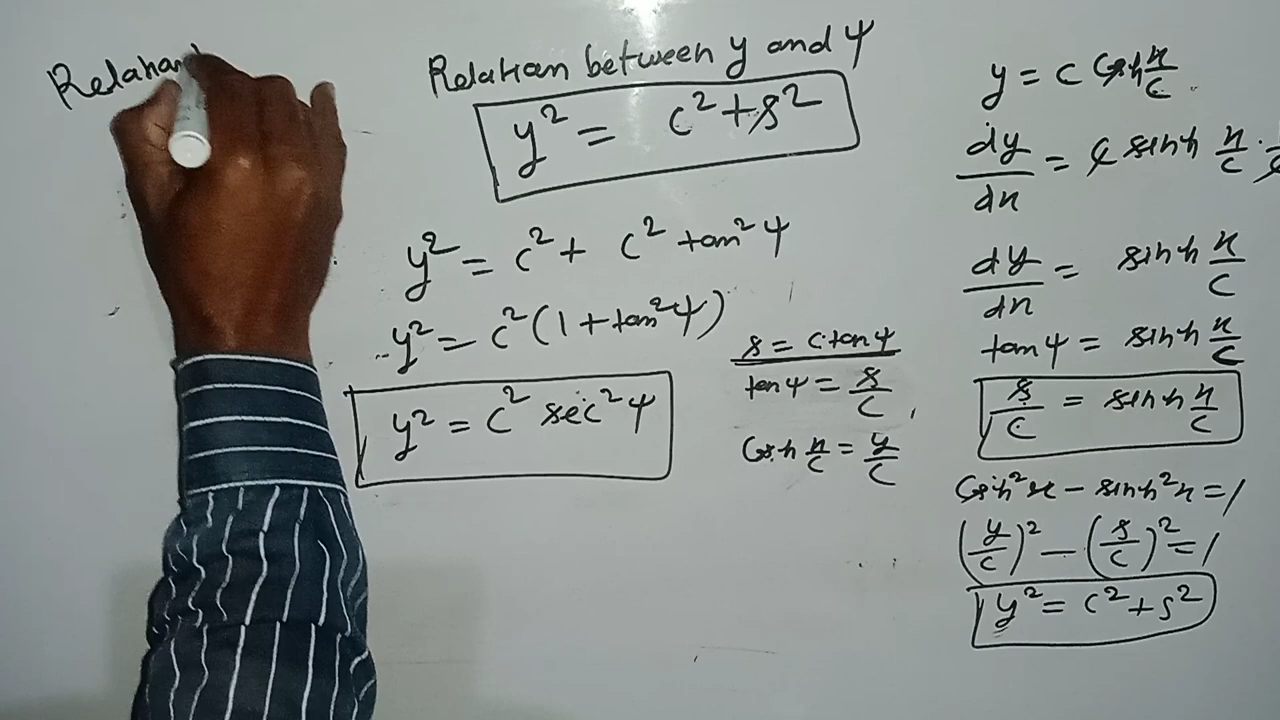 Relation
Relation between y and ψ
y² = c² + s²
y² = c² + c² tan² ψ
y² = c² (1 + tan² ψ)
y² = c² sec² ψ
s = c tan ψ
tan ψ = s/c
Cosh x/c = y/c
y = c Cosh x/c
dy/dx = c sinh x/c ·
dy/dx = sinh x/c
tan ψ = sinh x/c
s/c = sinh x/c
Cosh² x - sinh² x = 1
(y/c)² - (s/c)² = 1
y² = c² + s²